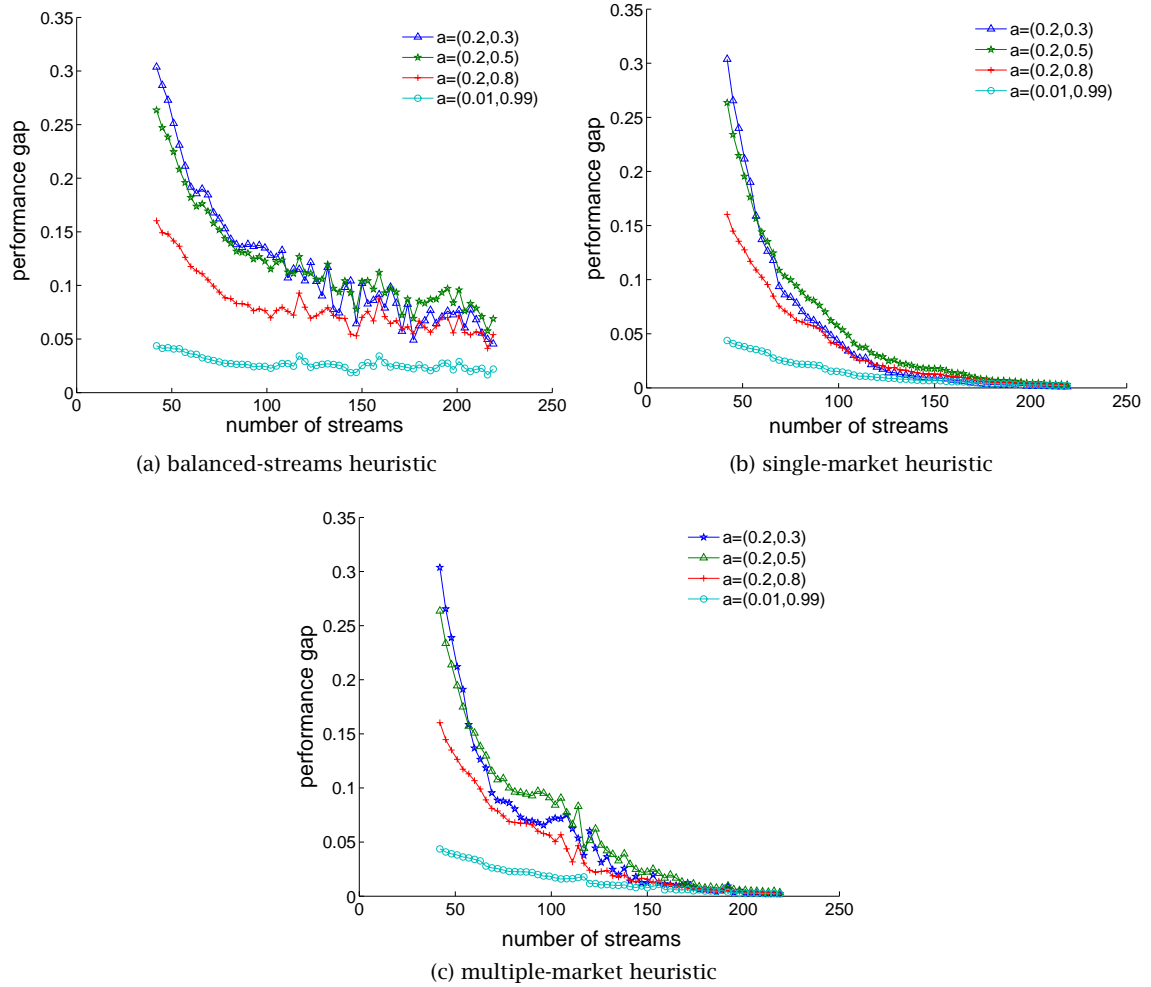 0.35
0.3
0.25
0.2
0.15
0.1
0.05
0
0
50
100
150
200
250
performance gap
number of streams
a=(0.2,0.3)
a=(0.2,0.5)
a=(0.2,0.8)
a=(0.01,0.99)
(a) balanced-streams heuristic
0.35
0.3
0.25
0.2
0.15
0.1
0.05
0
0
50
100
150
200
250
performance gap
number of streams
a=(0.2,0.3)
a=(0.2,0.5)
a=(0.2,0.8)
a=(0.01,0.99)
(b) single-market heuristic
0.35
0.3
0.25
0.2
0.15
0.1
0.05
0
0
50
100
150
200
250
performance gap
number of streams
a=(0.2,0.3)
a=(0.2,0.5)
a=(0.2,0.8)
a=(0.01,0.99)
(c) multiple-market heuristic